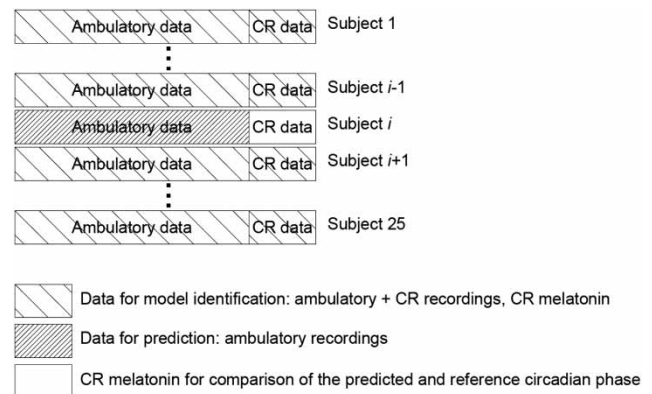 Ambulatory data CR data Subject 1
Ambulatory data CR data Subject i-1
Ambulatory data CR data Subject i
Ambulatory data CR data Subject i+1
Ambulatory data CR data Subject 25
Data for model identification: ambulatory + CR recordings, CR melatonin
Data for prediction: ambulatory recordings
CR melatonin for comparison of the predicted and reference circadian phase